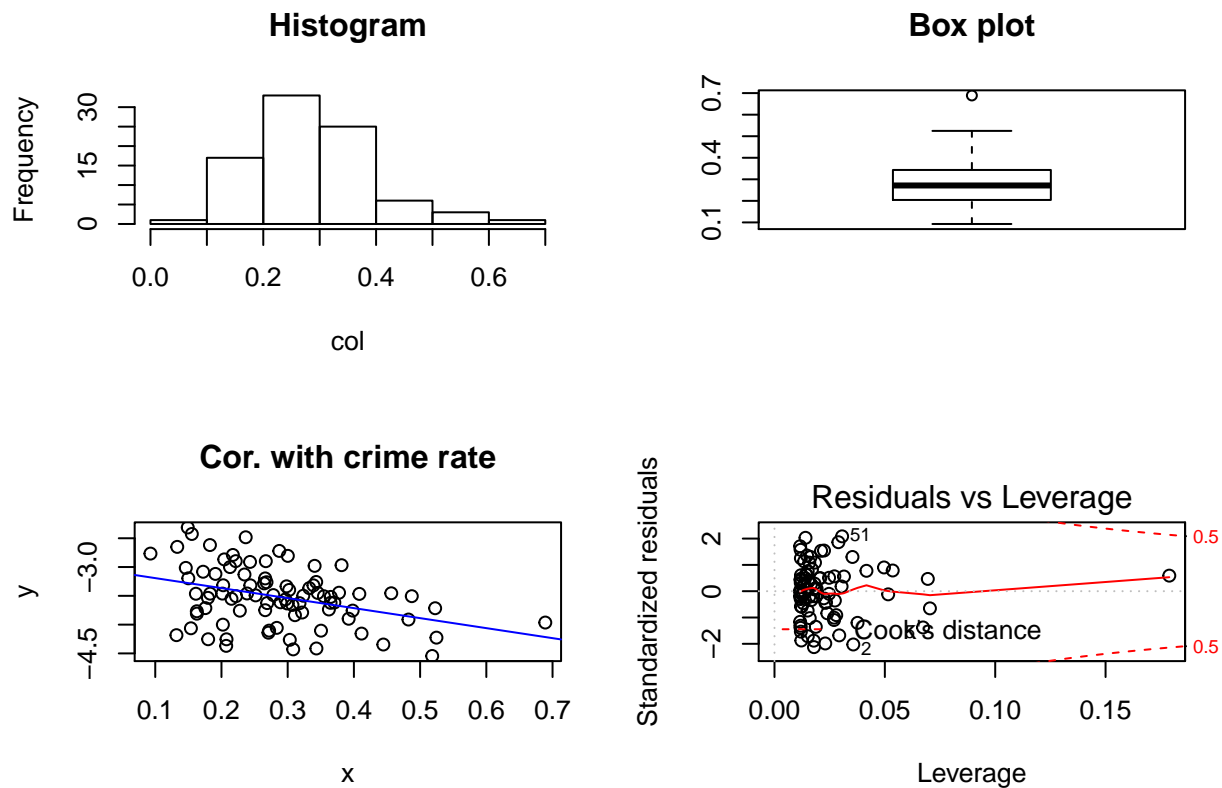 Histogram
Frequency
0
15
30
0.0
0.2
0.4
0.6
col
Box plot
0.1
0.4
0.7
Cor. with crime rate
y
−4.5
−3.0
0.1
0.2
0.3
0.4
0.5
0.6
0.7
x
Residuals vs Leverage
Standardized residuals
2
0
−2
0.5
0.5
51
2
Cook's distance
0.00
0.05
0.10
0.15
Leverage